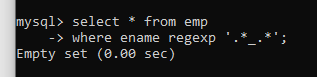 mysql> select * from emp
    -> where ename regexp '.*_.*';
Empty set (0.00 sec)